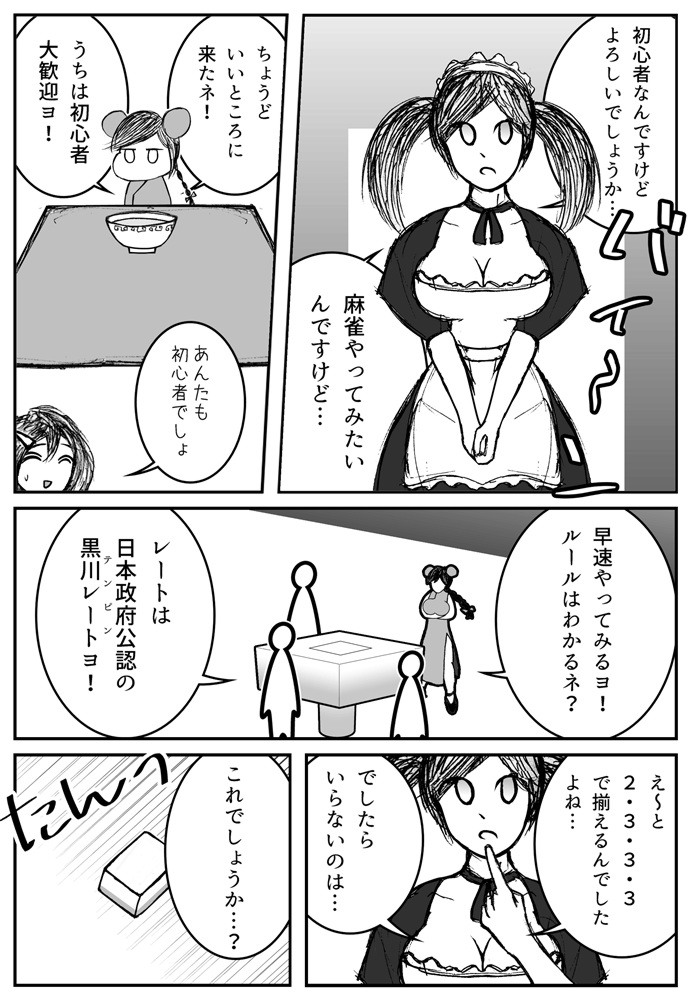 初心者なんですけど
よろしいでしょうか…
バイ〜ン
麻雀やってみたい
んですけど…
ちょうど
いいところに
来たネ！
うちは初心者
大歓迎ヨ！
あんたも
初心者でしょ
早速やってみるヨ！
ルールはわかるネ？
レートは
日本政府公認の
黒川レートヨ！
テンピン
え〜と
２・３・３・３
で揃えるんでした
よね…
でしたら
いらないのは…
これでしょうか…？
たんっ